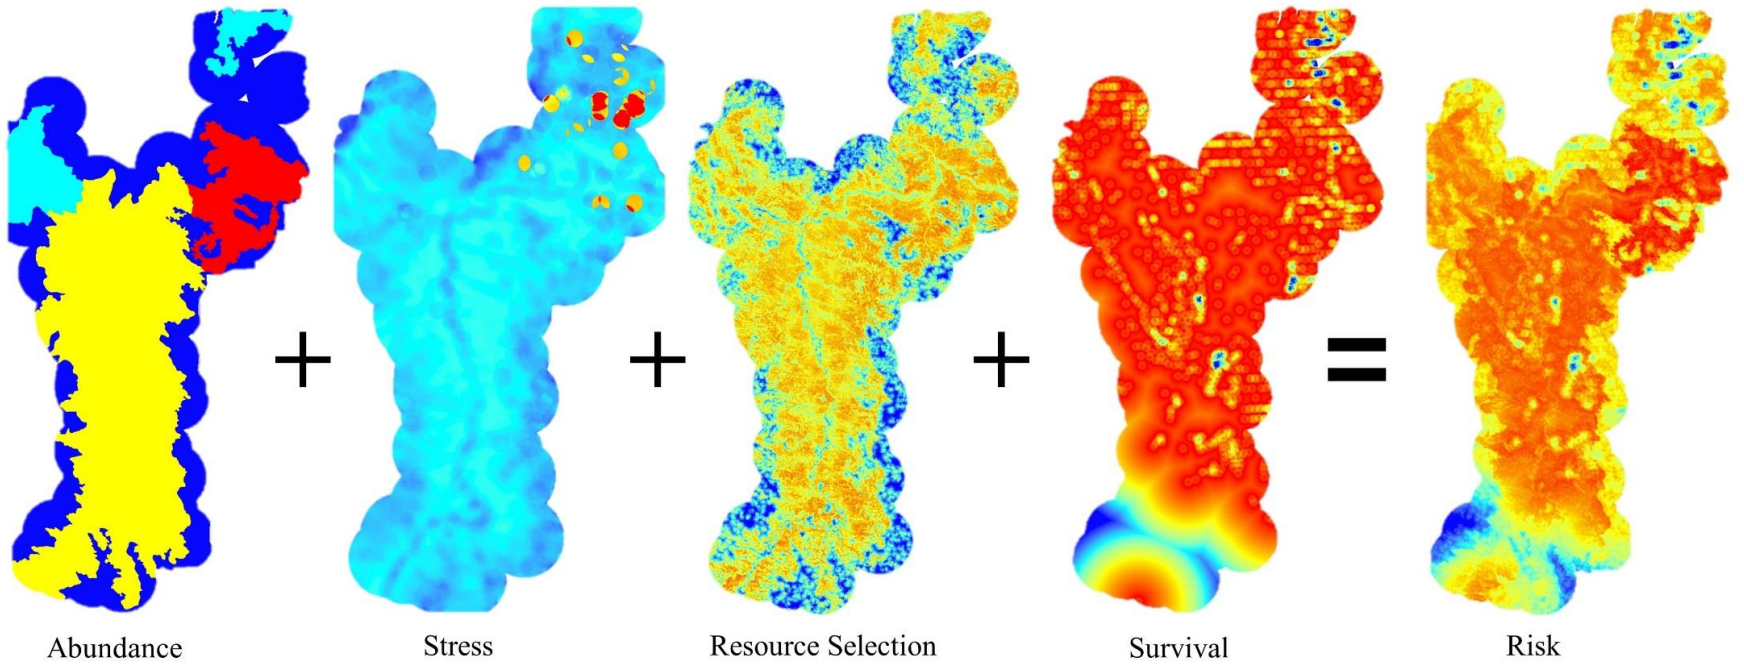 + + + =
Abundance Stress Resource Selection Survival Risk